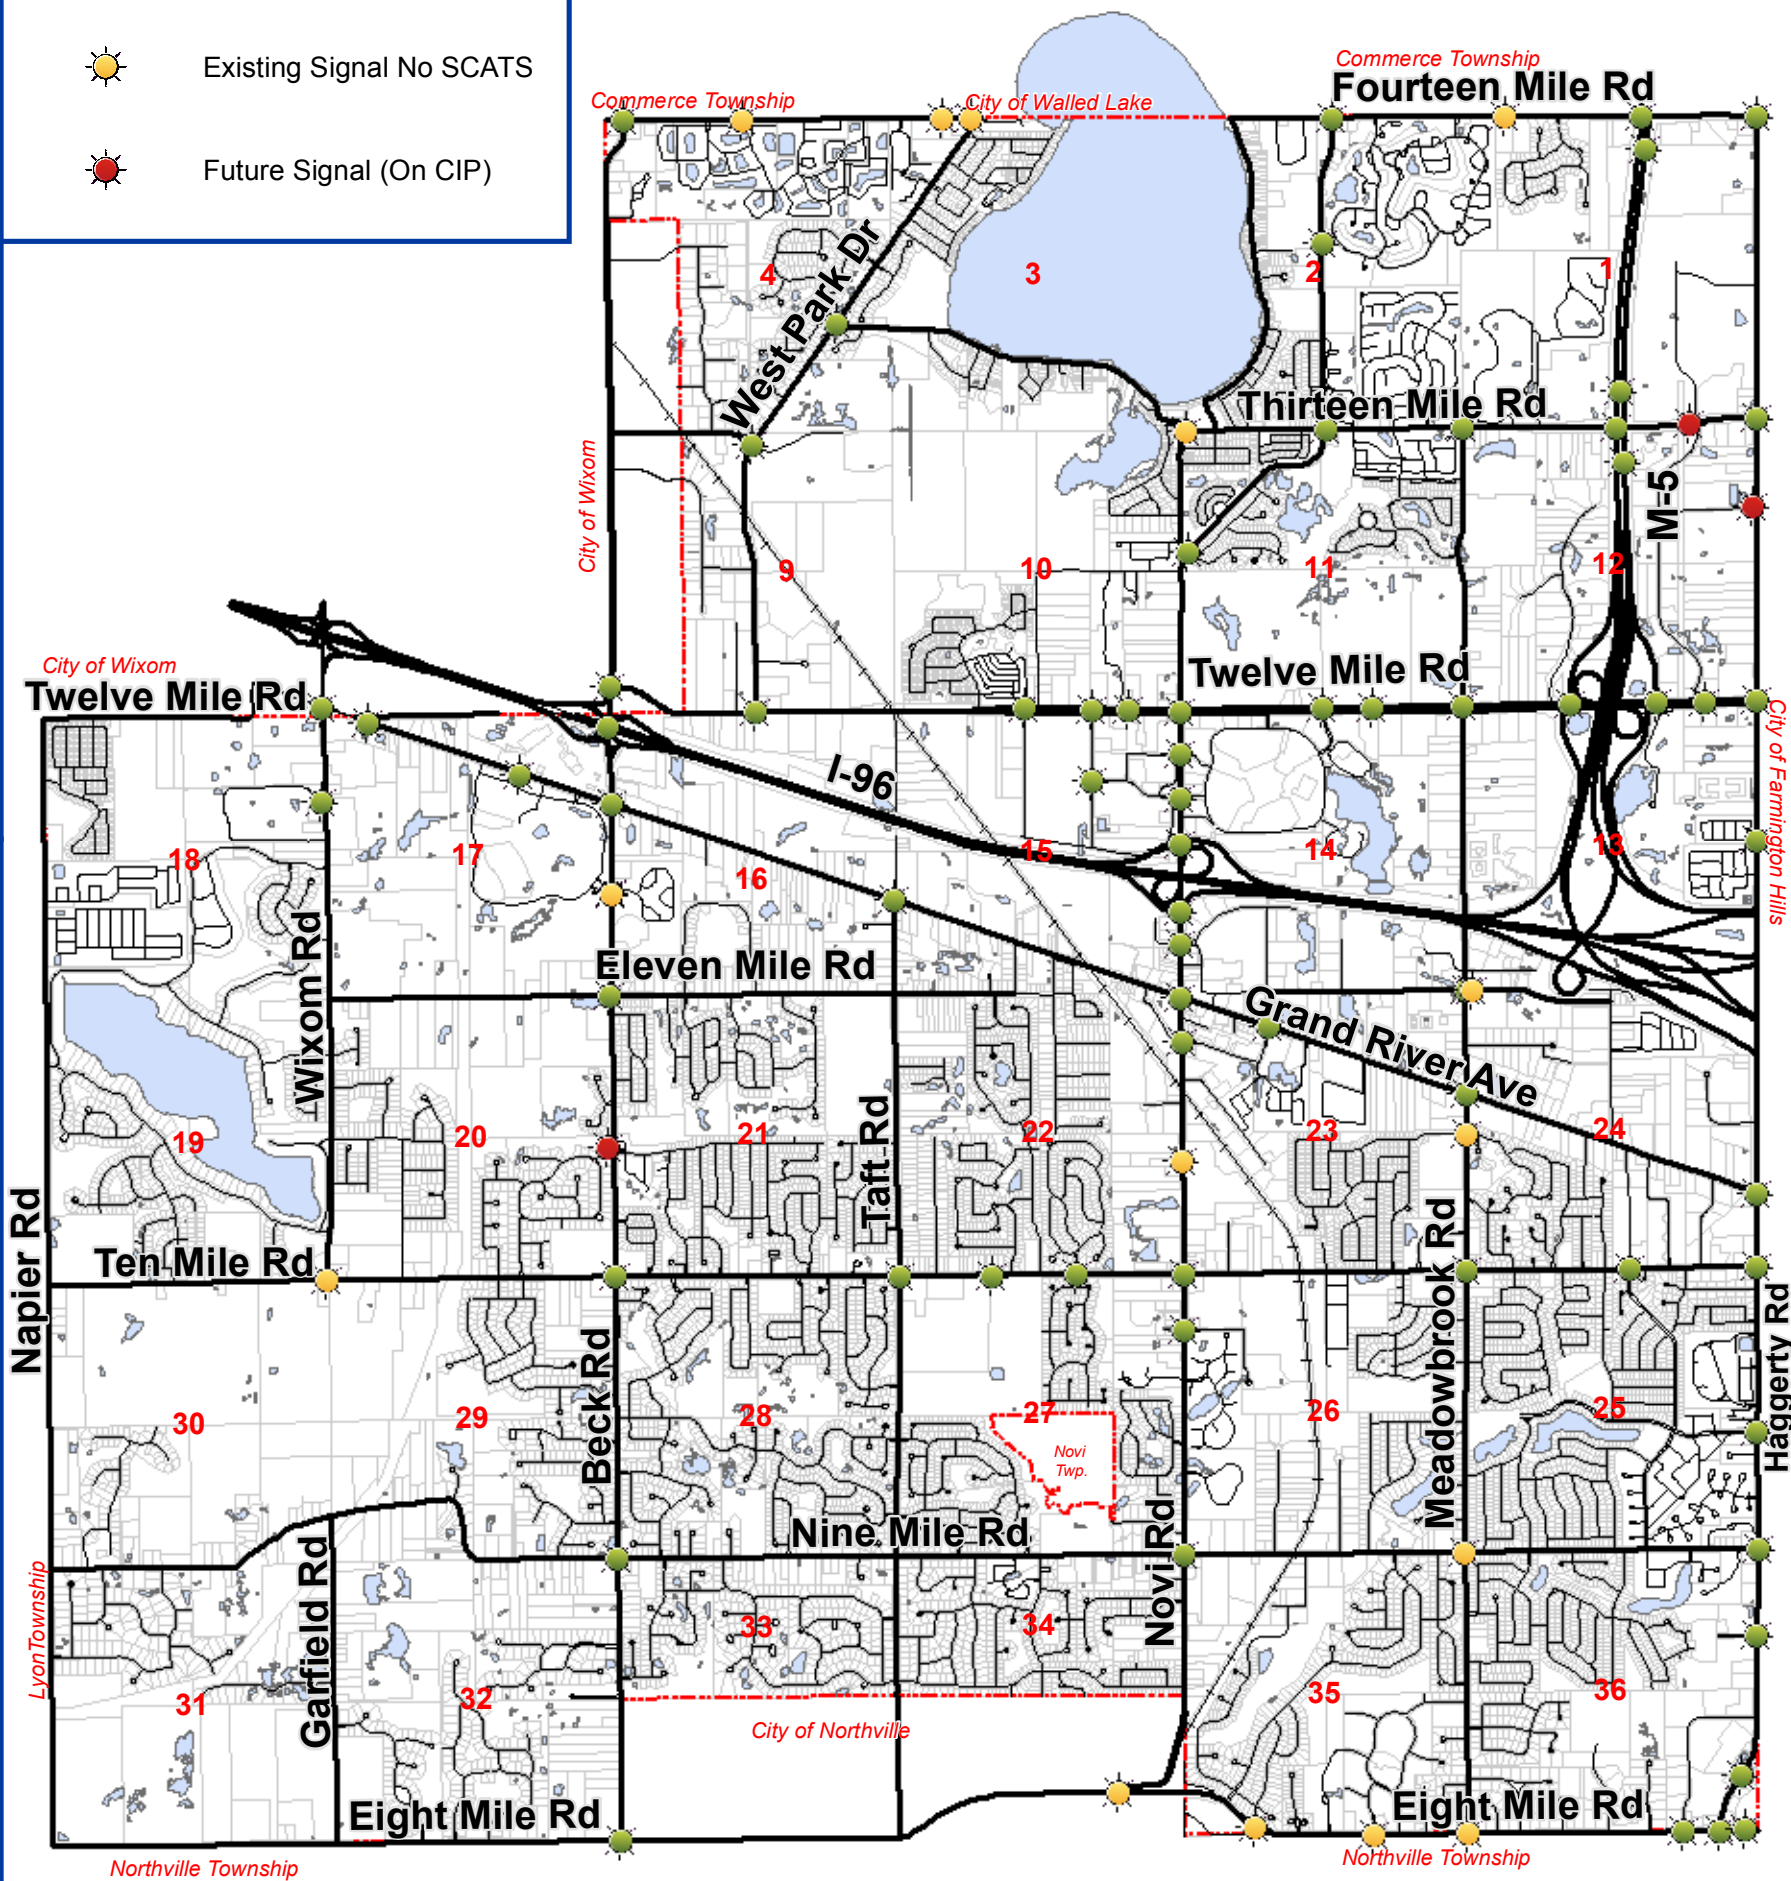 Existing Signal No SCATS
Future Signal (On CIP)
Commerce Township
Fourteen Mile Rd
Commerce Township
City of Walled Lake
4
3
2
1
West Park Dr
Thirteen Mile Rd
City of Wixom
M-5
9
10
11
12
City of Wixom
Twelve Mile Rd
Twelve Mile Rd
City of Farmington Hills
I-96
18
17
16
15
14
13
Wixom Rd
Eleven Mile Rd
Grand River Ave
19
20
21
22
23
24
Taft Rd
Napier Rd
Ten Mile Rd
Meadowbrook Rd
Haggerty Rd
Beck Rd
30
29
28
27
26
25
Novi
Twp.
Nine Mile Rd
Novi Rd
LyonTownship
Garfield Rd
33
34
31
32
35
36
City of Northville
Eight Mile Rd
Eight Mile Rd
Northville Township
Northville Township